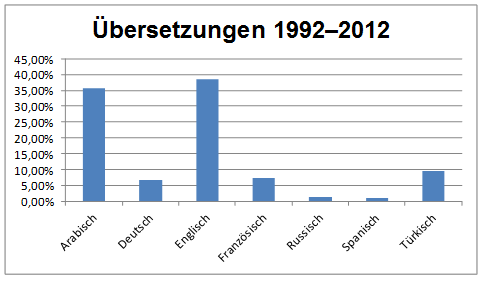 Übersetzungen 1992–2012
45,00%
40,00%
35,00%
30,00%
25,00%
20,00%
15,00%
10,00%
5,00%
0,00%
Arabisch
Deutsch
Englisch
Französisch
Russisch
Spanisch
Türkisch